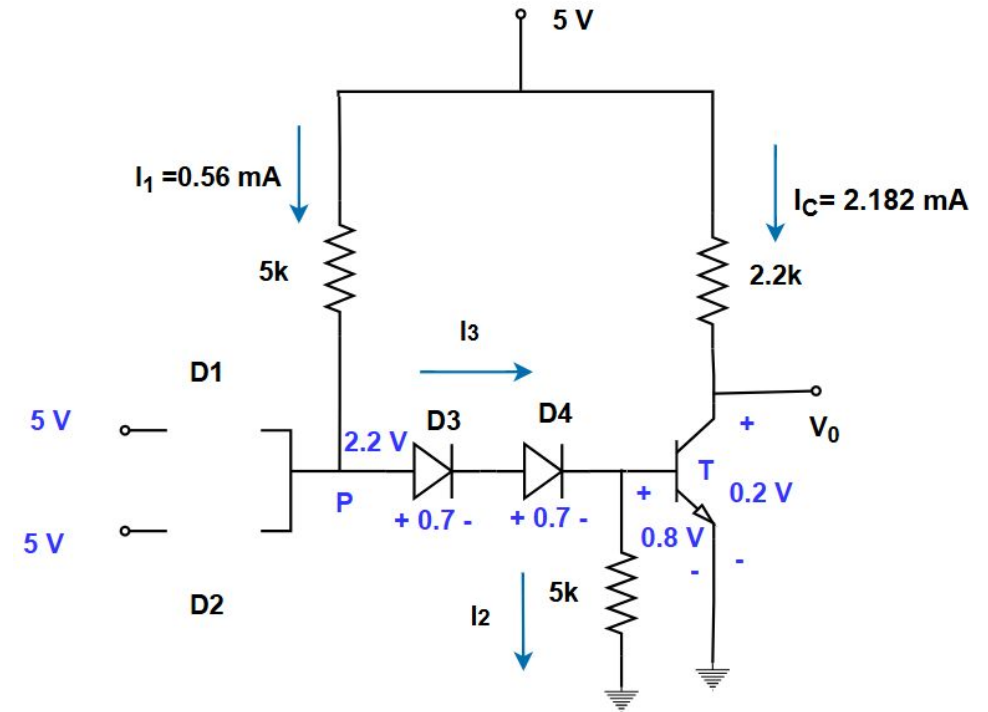 5 V
I1 =0.56 mA
IC= 2.182 mA
5k
2.2k
I3
D1
D3
D4
5 V
2.2 V
+
V0
P
T
+
0.2 V
+ 0.7 -
+ 0.7 -
5 V
0.8 V
-
-
5k
D2
I2